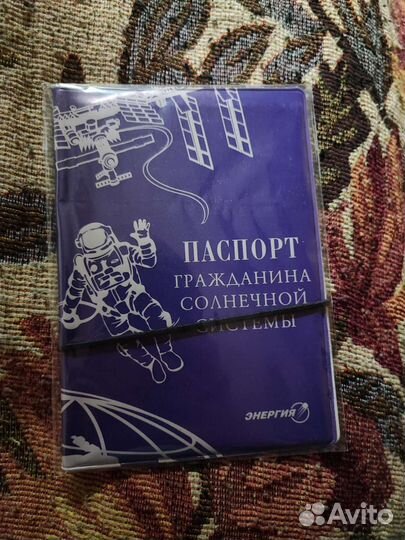 ПАСПОРТ
ГРАЖДАНИНА
СОЛНЕЧНОЙ
СИСТЕМЫ
ЭНЕРГИЯ
Avito